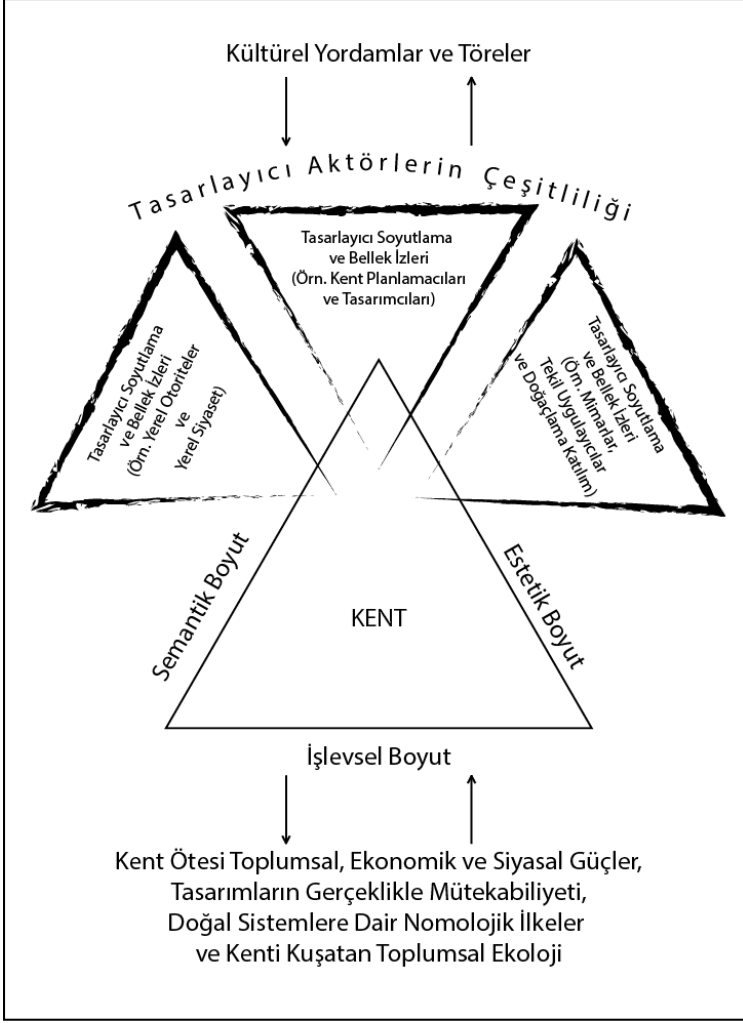 Kültürel Yordamlar ve Töreler
Tasarlayıcı Aktörlerin Çeşitliliği
Tasarlayıcı Soyutlama
ve Bellek İzleri
(Örn. Kent Planlamacıları
ve Tasarımcıları)
Tasarlayıcı Soyutlama
ve Bellek İzleri
(Örn. Yerel Otoriteler
ve
Yerel Siyaset)
Tasarlayıcı Soyutlama
ve Bellek İzleri
(Örn. Mimarlar,
Tekil Uygulayıcılar
ve Doğaçlama Katılım)
Semantik Boyut
KENT
Estetik Boyut
İşlevsel Boyut
Kent Ötesi Toplumsal, Ekonomik ve Siyasal Güçler,
Tasarımların Gerçeklikle Mütekabiliyeti,
Doğal Sistemlere Dair Nomolojik İlkeler
ve Kenti Kuşatan Toplumsal Ekoloji